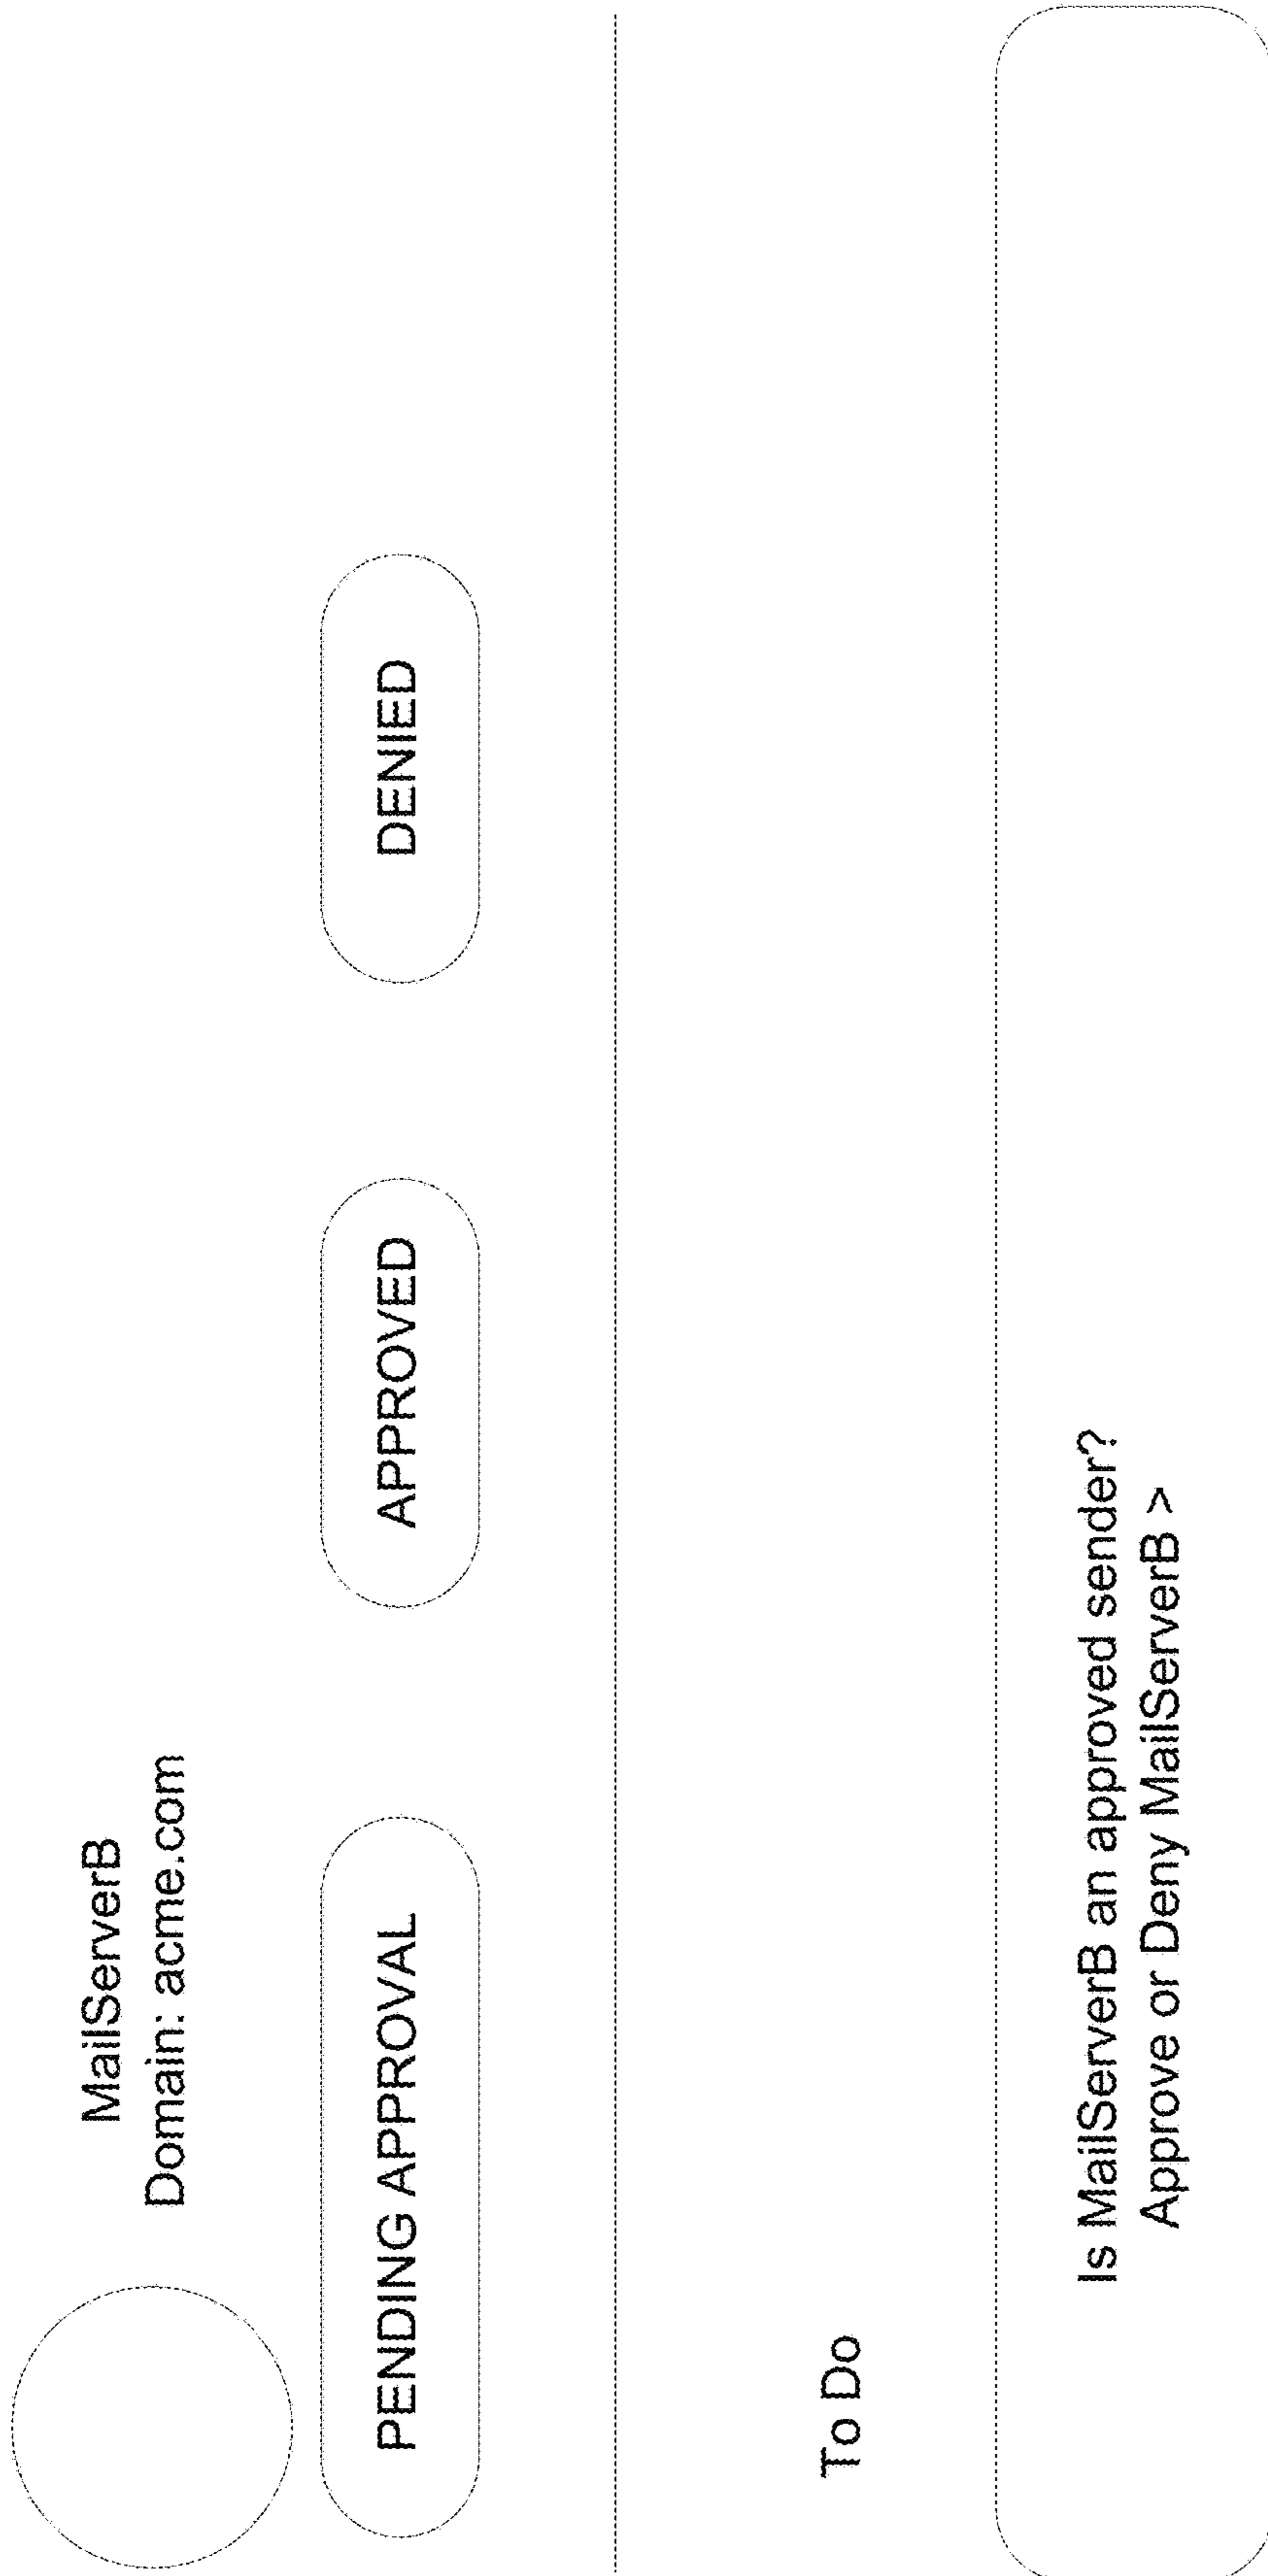 MailServerB
Domain: acme.com
PENDING APPROVAL
APPROVED
DENIED
To Do
Is MailServerB an approved sender?
Approve or Deny MailServerB >